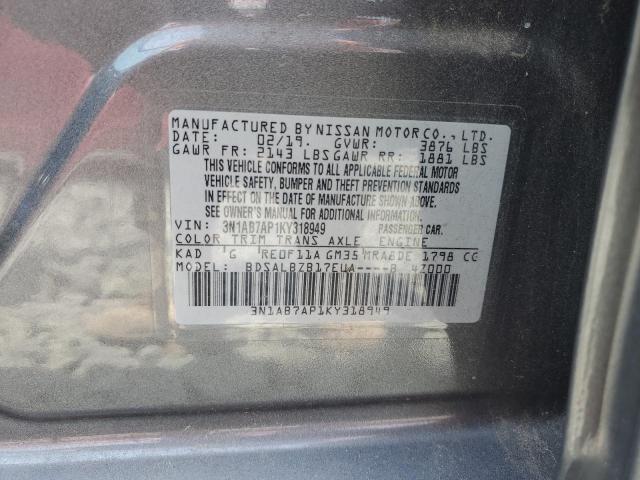 MANUFACTURED BY NISSAN MOTOR CO., LTD.
DATE: 02/19. GVWR: 3876 LBS
GAWR FR: 2143 LBS GAWR RR: 1881 LBS
THIS VEHICLE CONFORMS TO ALL APPLICABLE FEDERAL MOTOR
VEHICLE SAFETY, BUMPER AND THEFT PREVENTION STANDARDS
IN EFFECT ON THE DATE OF MANUFACTURE SHOWN ABOVE.
SEE OWNER'S MANUAL FOR ADDITIONAL INFORMATION.
VIN: 3N1AB7AP1KY318949 PASSENGER CAR.
COLOR TRIM TRANS AXLE ENGINE
KAD G RE0F11A GM35 MRA8DE 1798 CC
BDSALBZB17EUA----B 4Z000
3N1AB7AP1KY318949